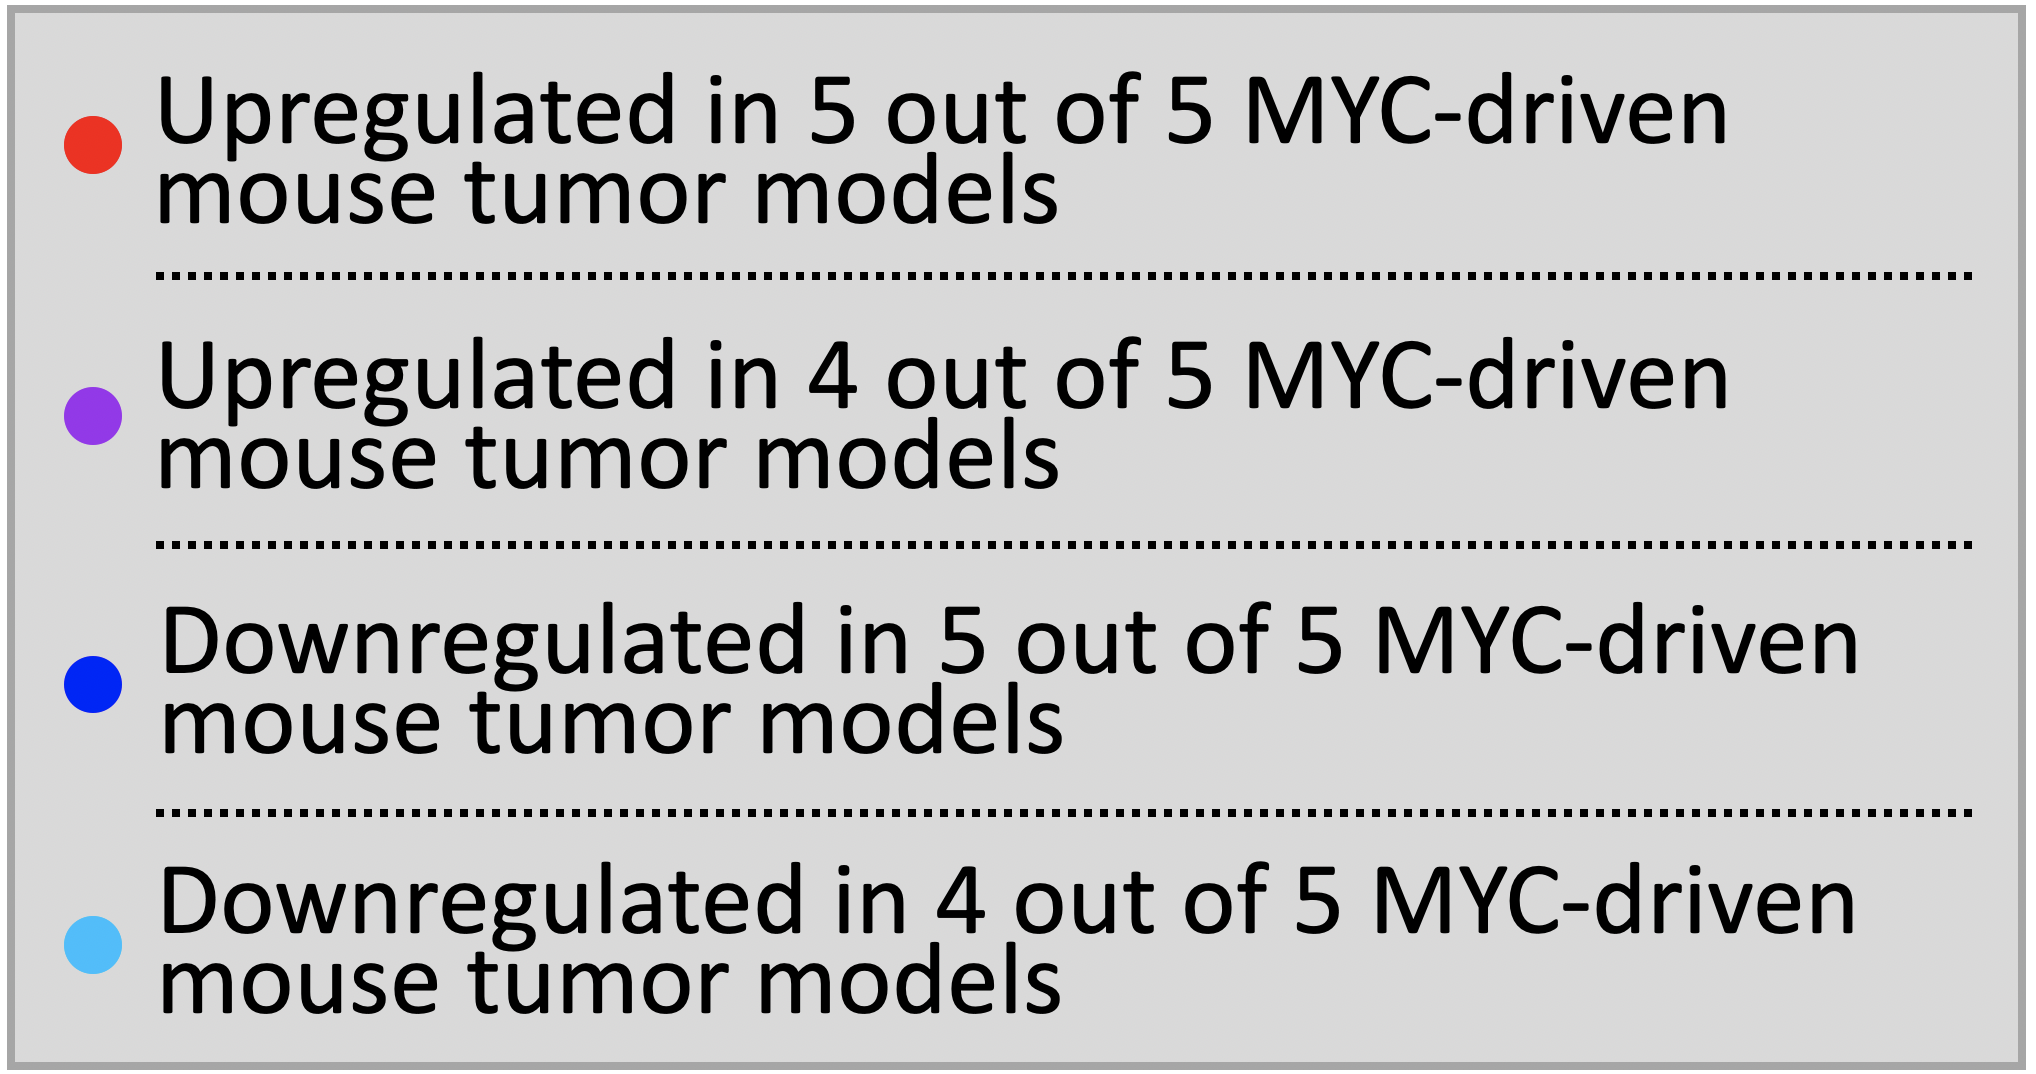 Upregulated in 5 out of 5 MYC-driven
mouse tumor models
Upregulated in 4 out of 5 MYC-driven
mouse tumor models
Downregulated in 5 out of 5 MYC-driven
mouse tumor models
Downregulated in 4 out of 5 MYC-driven
mouse tumor models